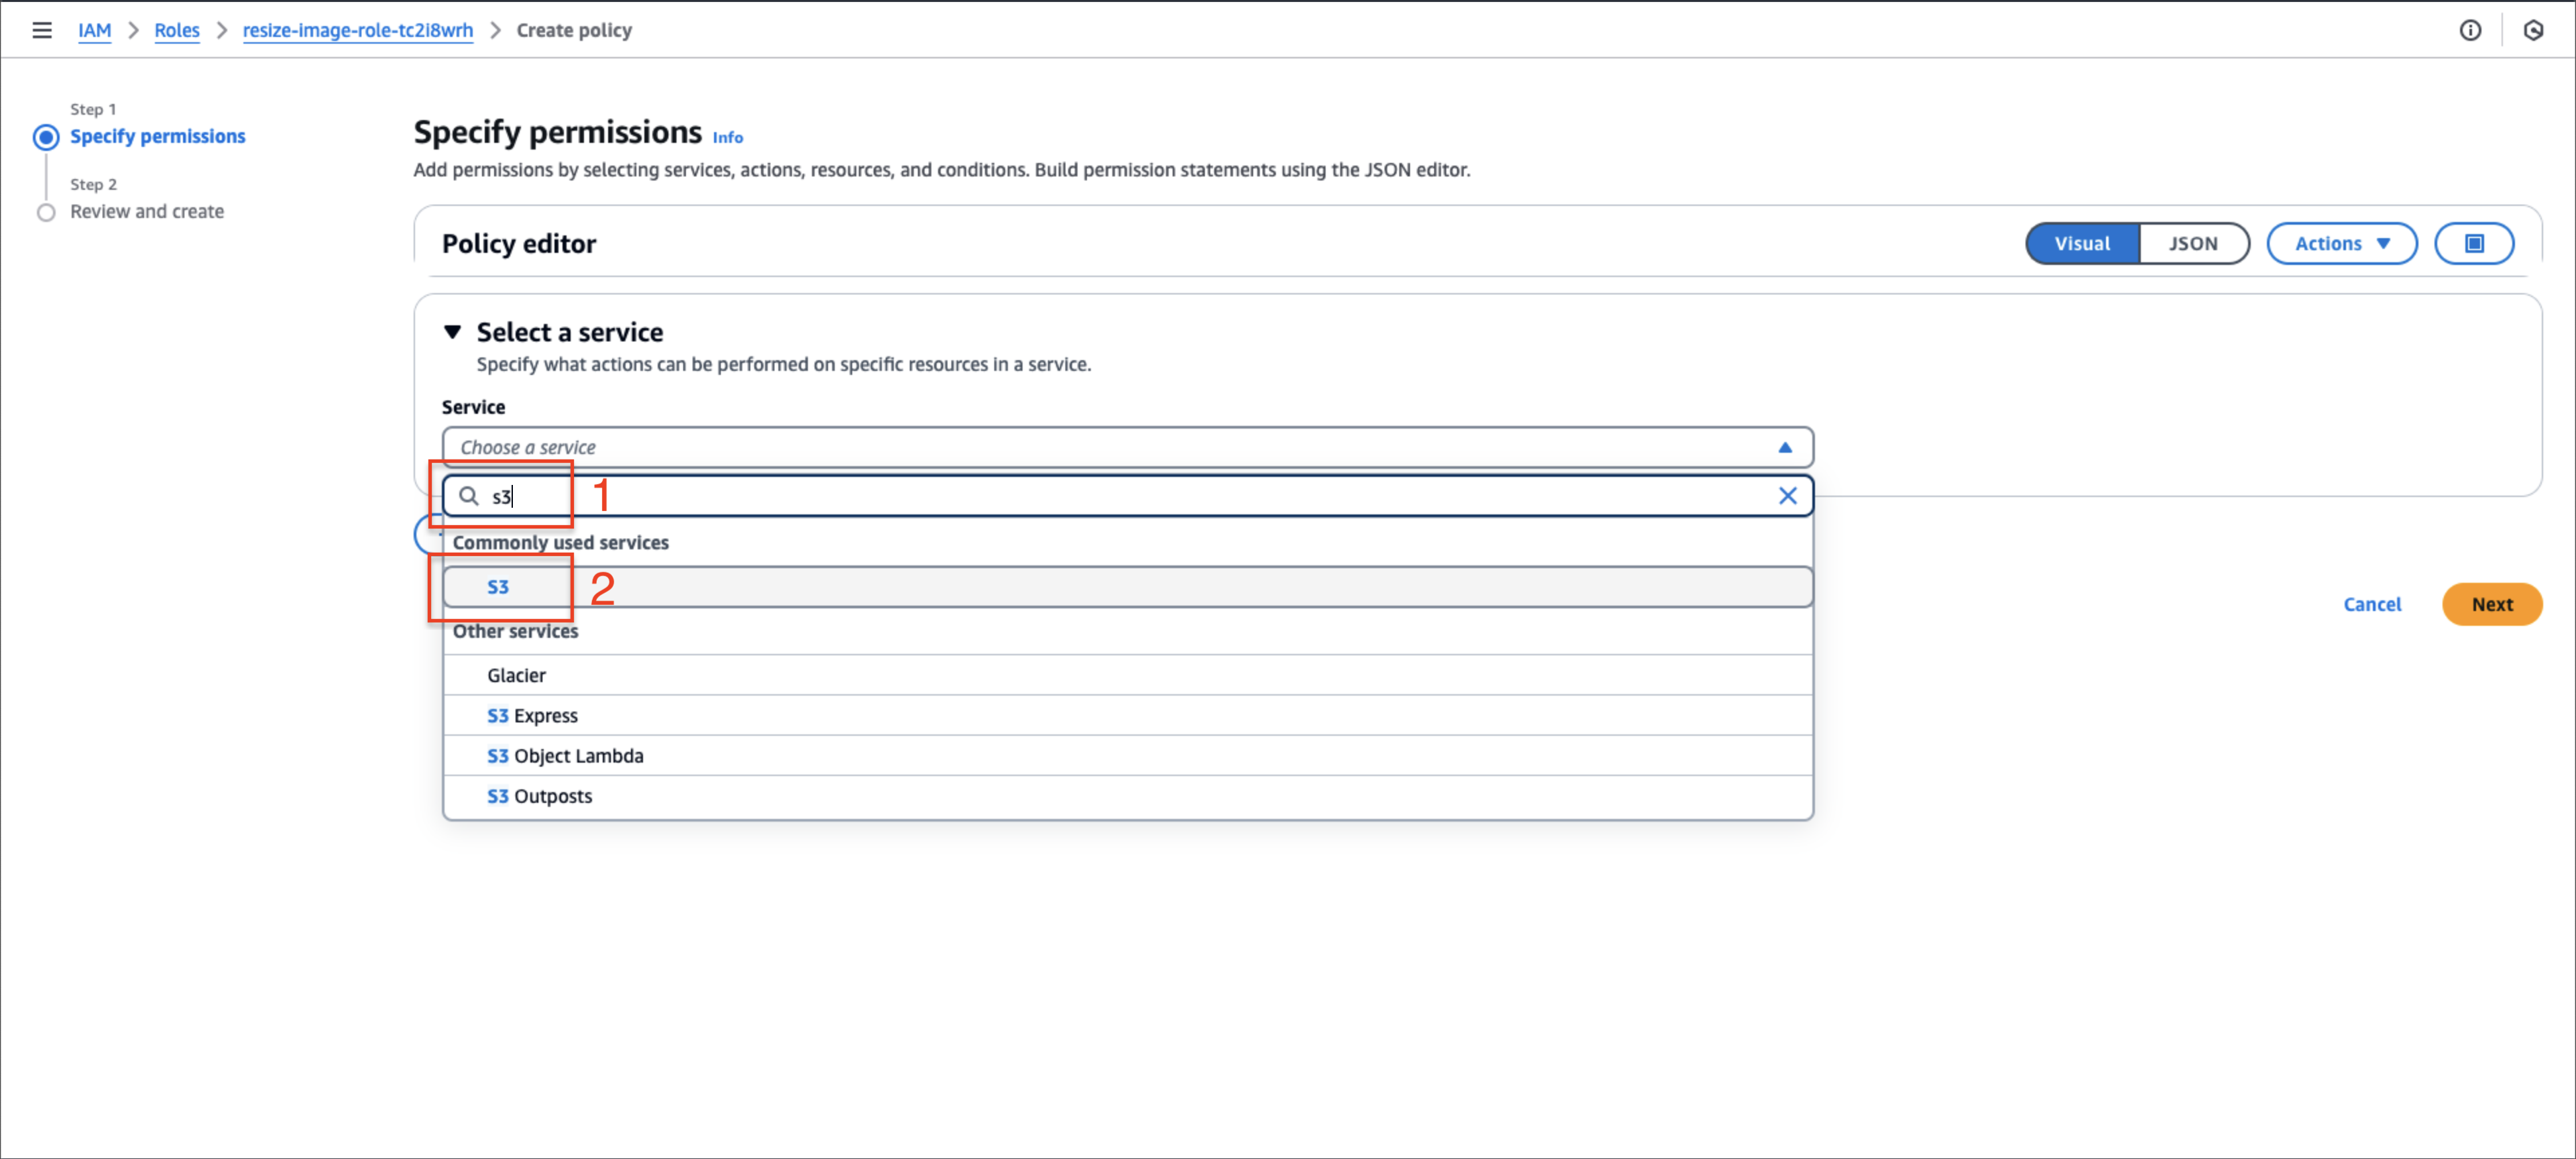 IAM > Roles > resize-image-role-tc2i8wrh > Create policy
Step 1
Specify permissions
Step 2
Review and create
Specify permissions Info
Add permissions by selecting services, actions, resources, and conditions. Build permission statements using the JSON editor.
Policy editor
Visual JSON Actions
Select a service
Specify what actions can be performed on specific resources in a service.
Service
Choose a service
s3 1
Commonly used services
S3 2
Other services
Glacier
S3 Express
S3 Object Lambda
S3 Outposts
Cancel Next